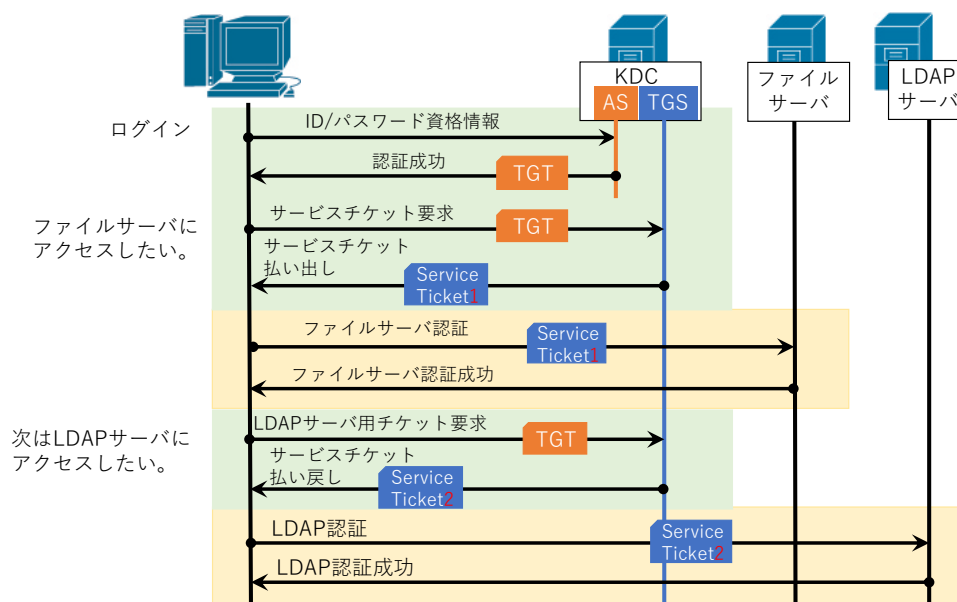 KDC
AS
TGS
ファイル
サーバ
LDAP
サーバ
ログイン
ID/パスワード資格情報
認証成功
TGT
ファイルサーバに
アクセスしたい。
サービスチケット要求
TGT
サービスチケット
払い出し
Service
Ticket1
ファイルサーバ認証
Service
Ticket1
ファイルサーバ認証成功
次はLDAPサーバに
アクセスしたい。
LDAPサーバ用チケット要求
TGT
サービスチケット
払い戻し
Service
Ticket2
LDAP認証
Service
Ticket2
LDAP認証成功